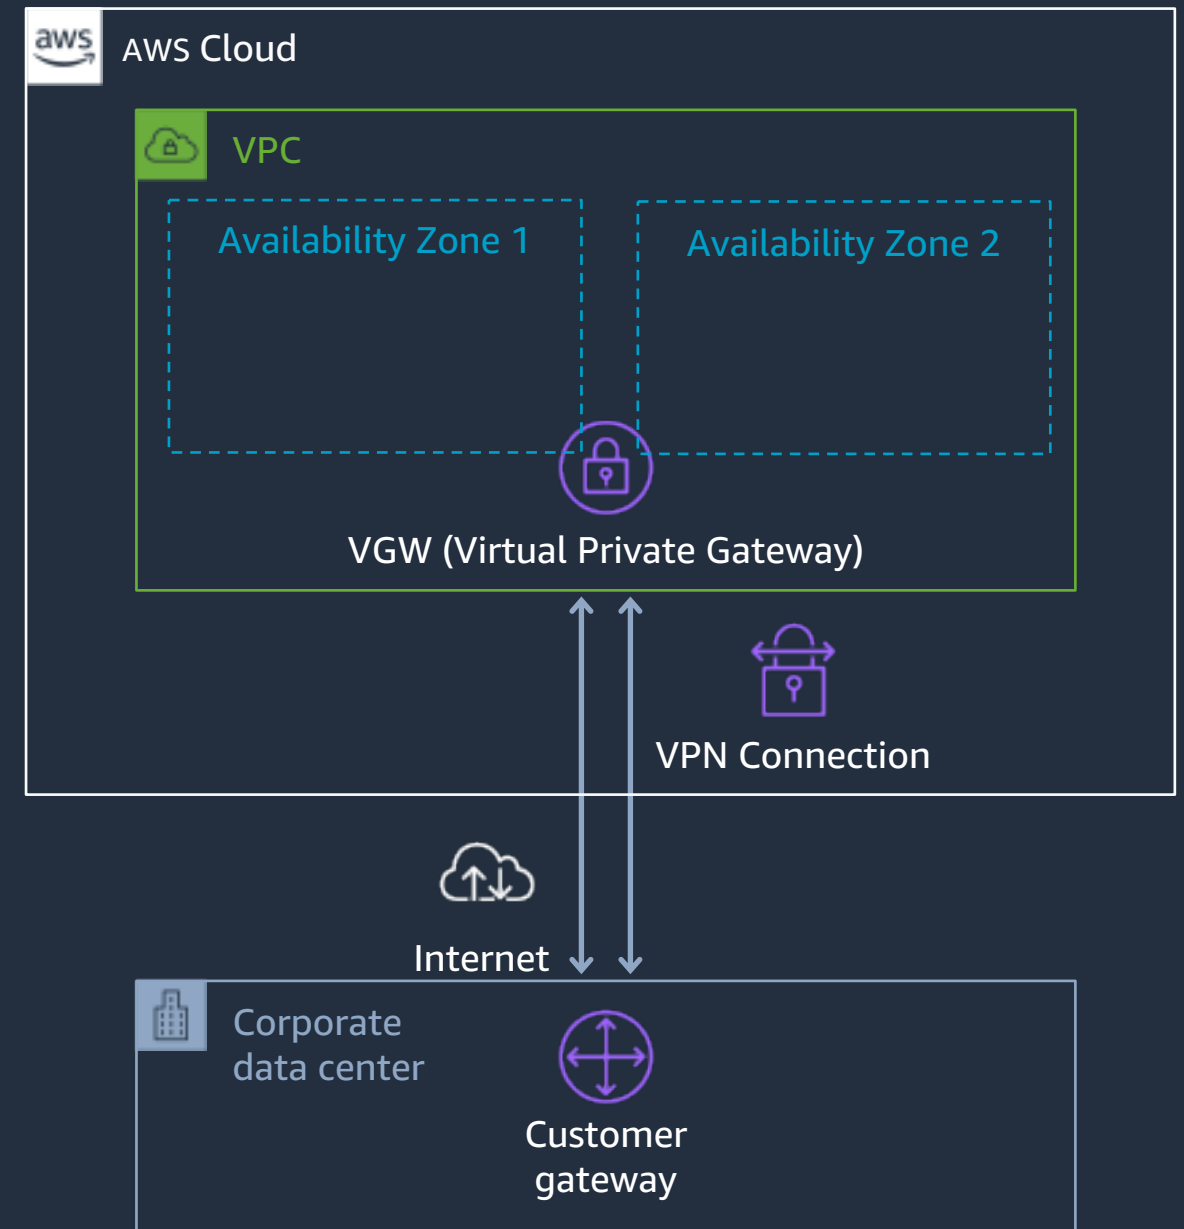 aws
AWS Cloud
VPC
Availability Zone 1
Availability Zone 2
VGW (Virtual Private Gateway)
VPN Connection
Internet
Corporate
data center
Customer
gateway